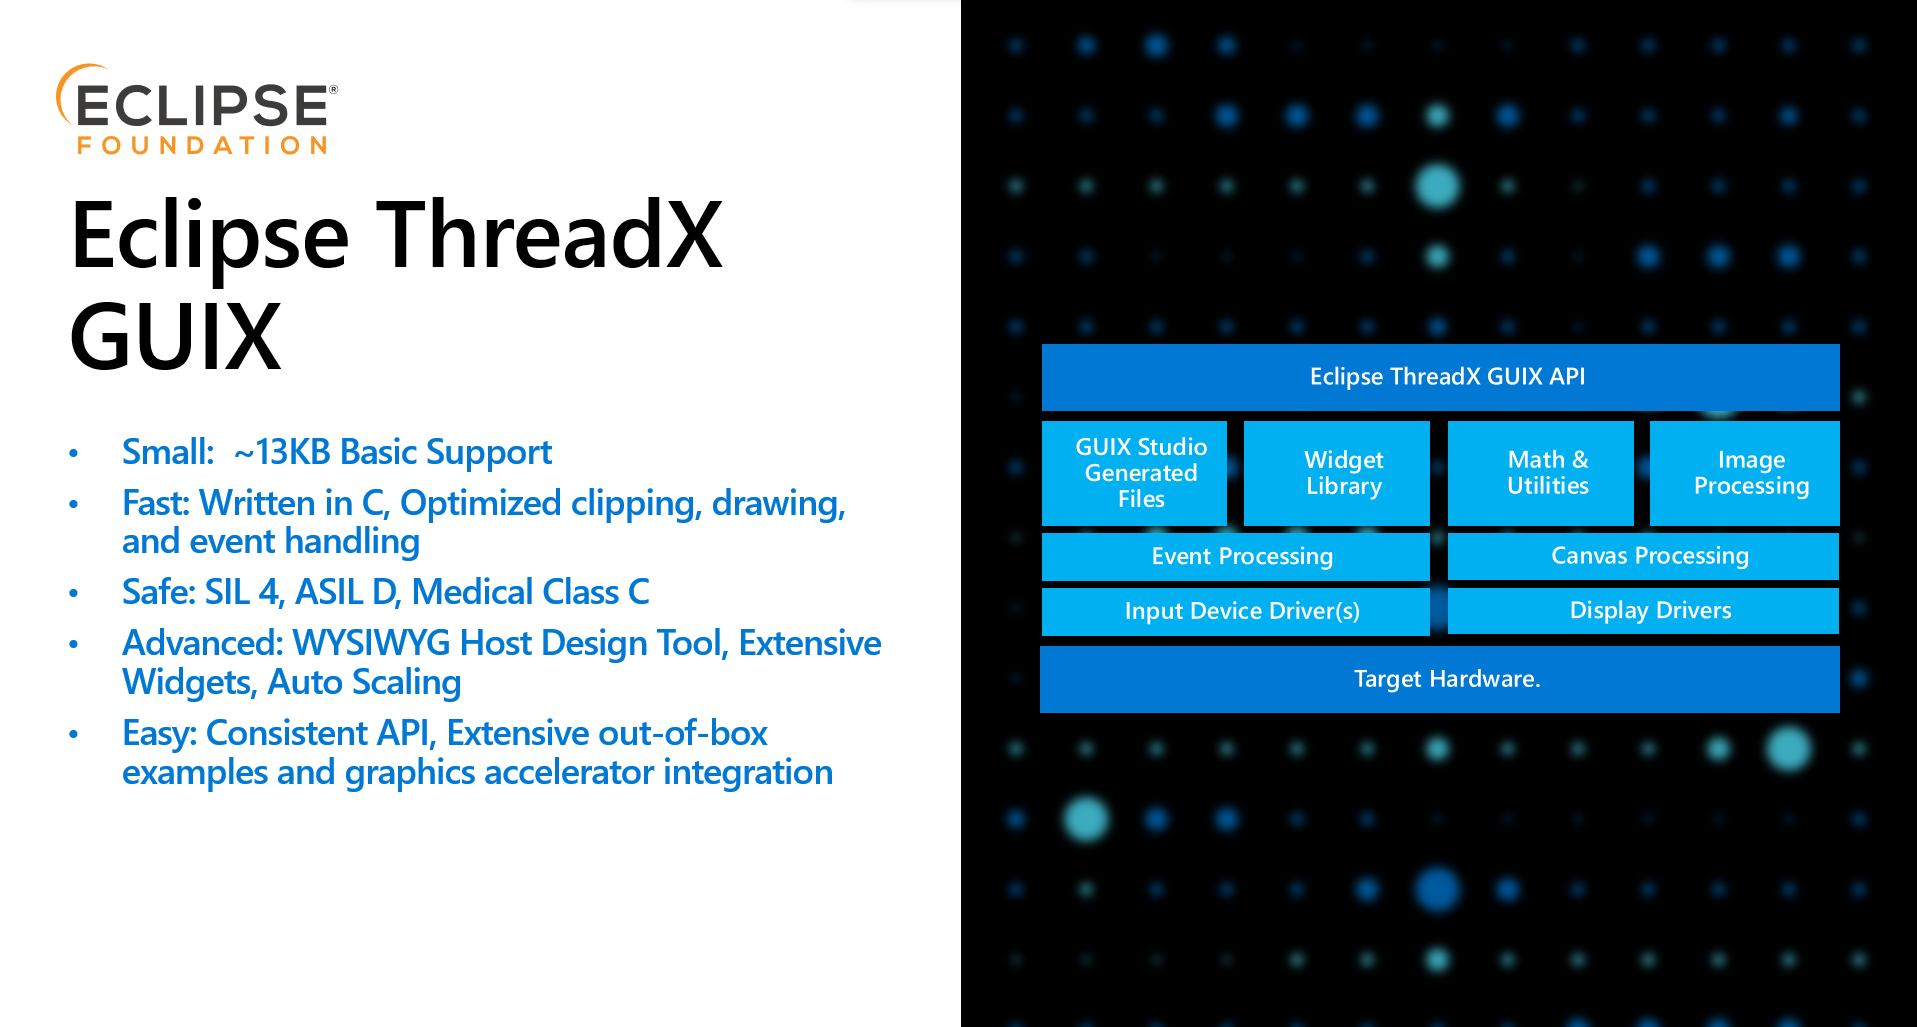 ECLIPSE®
FOUNDATION
Eclipse ThreadX
GUIX
• Small:  ~13KB Basic Support
• Fast: Written in C, Optimized clipping, drawing,
and event handling
• Safe: SIL 4, ASIL D, Medical Class C
• Advanced: WYSIWYG Host Design Tool, Extensive
Widgets, Auto Scaling
• Easy: Consistent API, Extensive out-of-box
examples and graphics accelerator integration
Eclipse ThreadX GUIX API
GUIX Studio
Generated
Files
Widget
Library
Math &
Utilities
Image
Processing
Event Processing
Canvas Processing
Input Device Driver(s)
Display Drivers
Target Hardware.